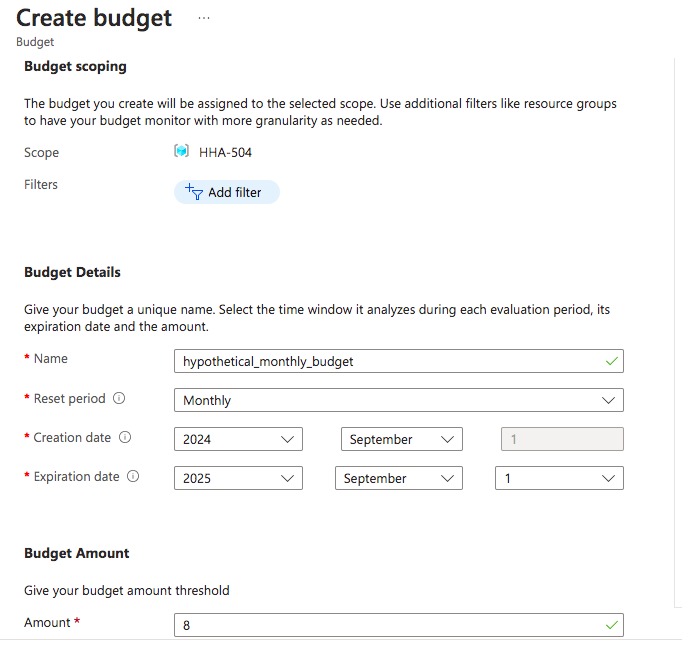 Create budget ...
Budget
Budget scoping
The budget you create will be assigned to the selected scope. Use additional filters like resource groups
to have your budget monitor with more granularity as needed.
Scope HHA-504
Filters Add filter
Budget Details
Give your budget a unique name. Select the time window it analyzes during each evaluation period, its
expiration date and the amount.
* Name hypothetical_monthly_budget
* Reset period Monthly
* Creation date 2024 September 1
* Expiration date 2025 September 1
Budget Amount
Give your budget amount threshold
Amount * 8